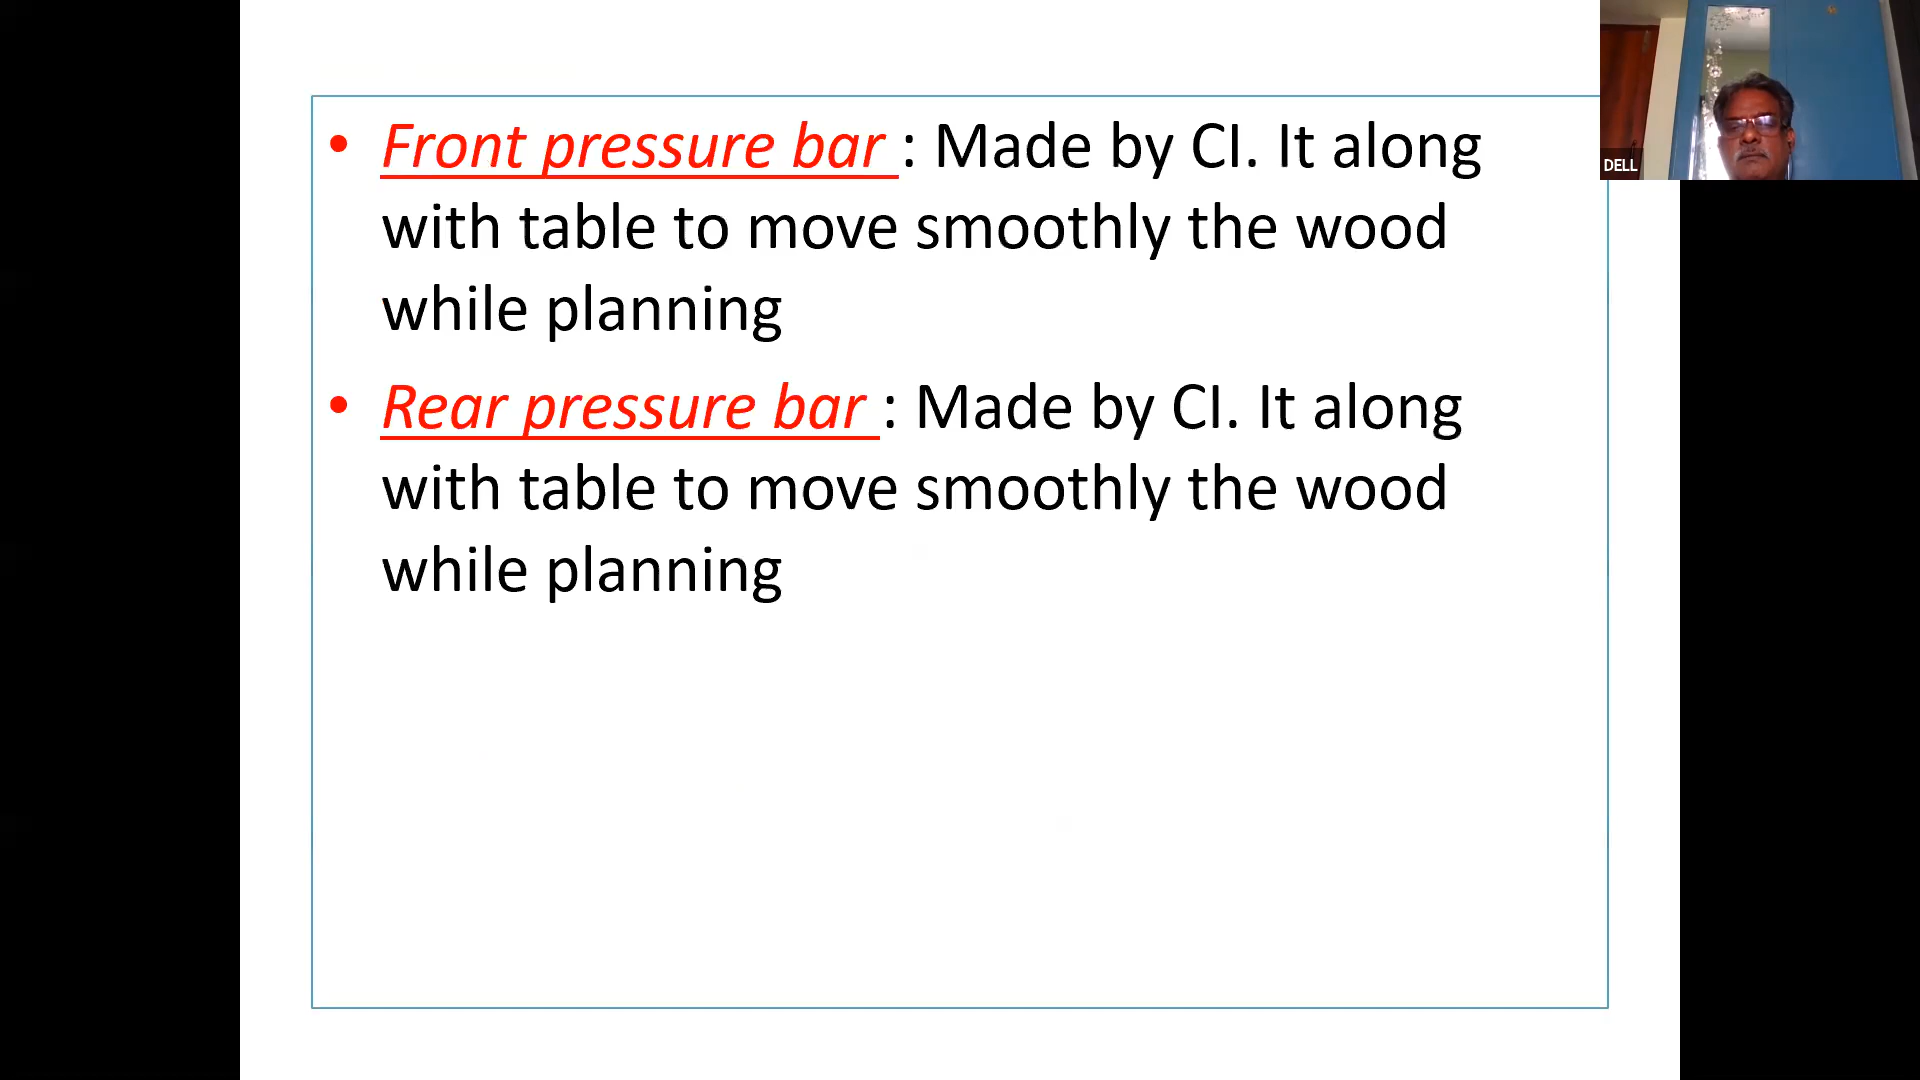 • Front pressure bar : Made by CI. It along
with table to move smoothly the wood
while planning
• Rear pressure bar : Made by CI. It along
with table to move smoothly the wood
while planning
DELL